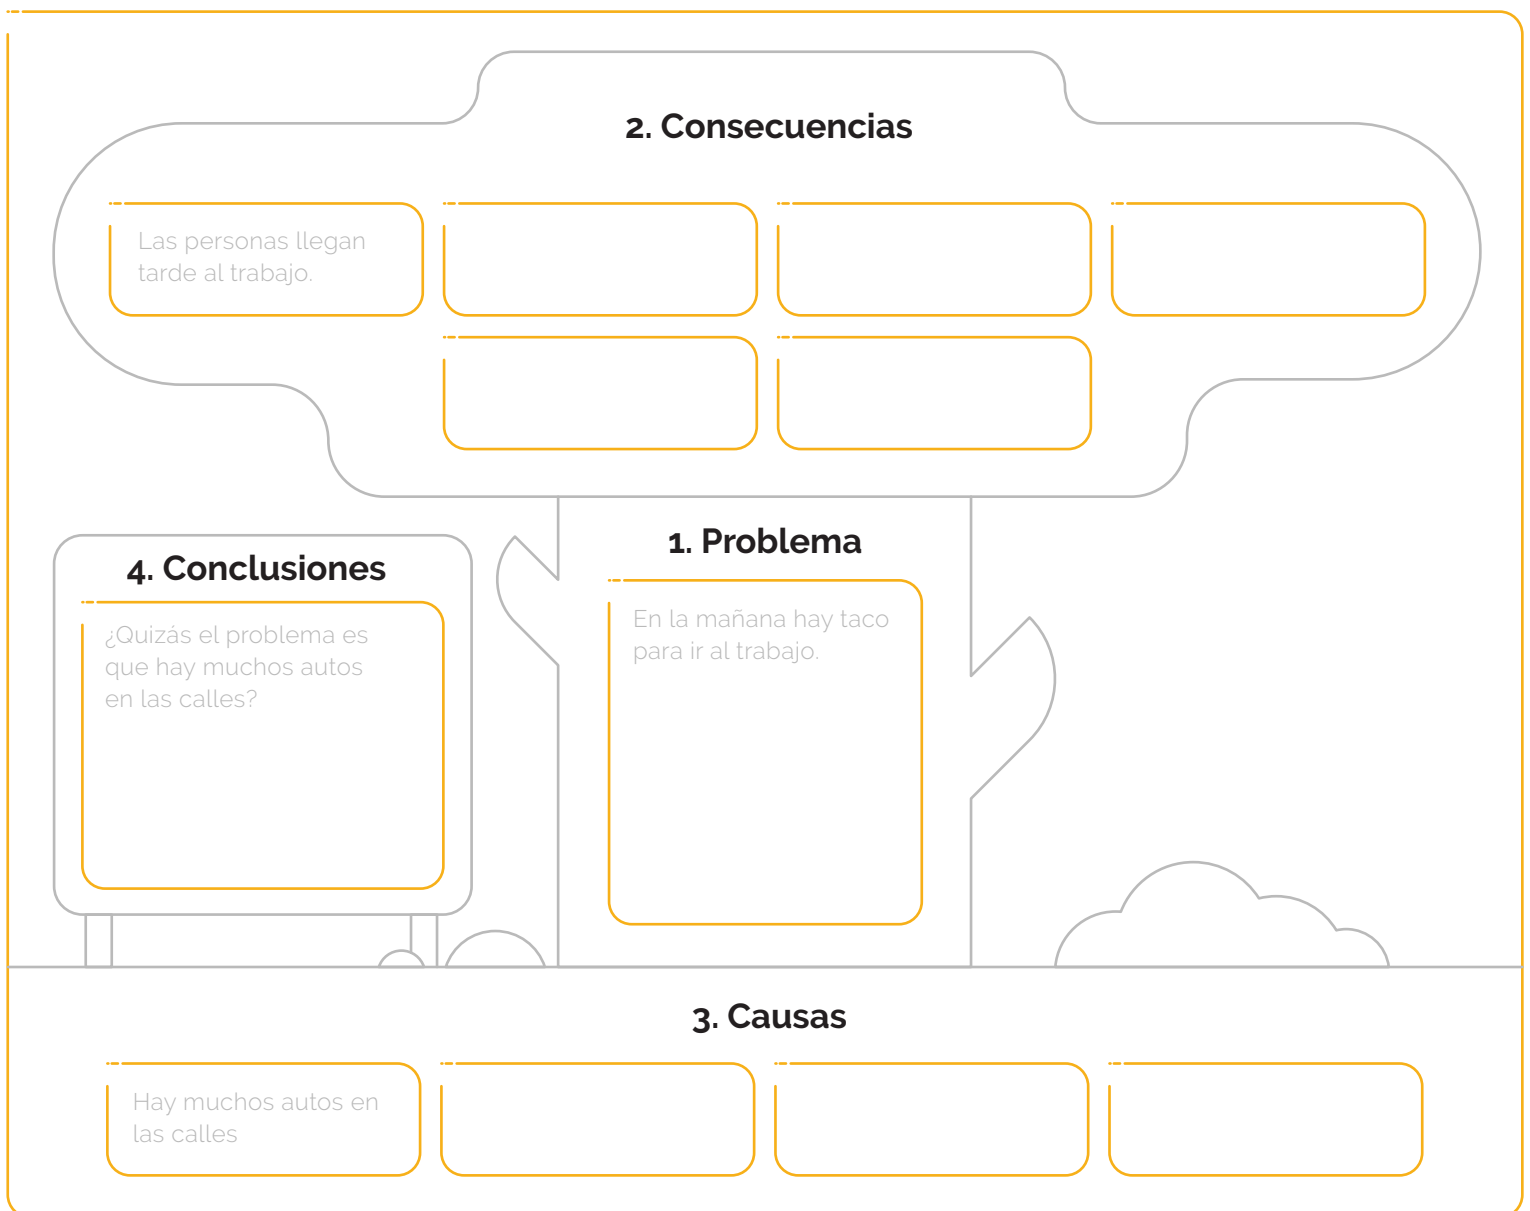 2. Consecuencias
Las personas llegan
tarde al trabajo.
1. Problema
En la mañana hay taco
para ir al trabajo.
4. Conclusiones
¿Quizás el problema es
que hay muchos autos
en las calles?
3. Causas
Hay muchos autos en
las calles